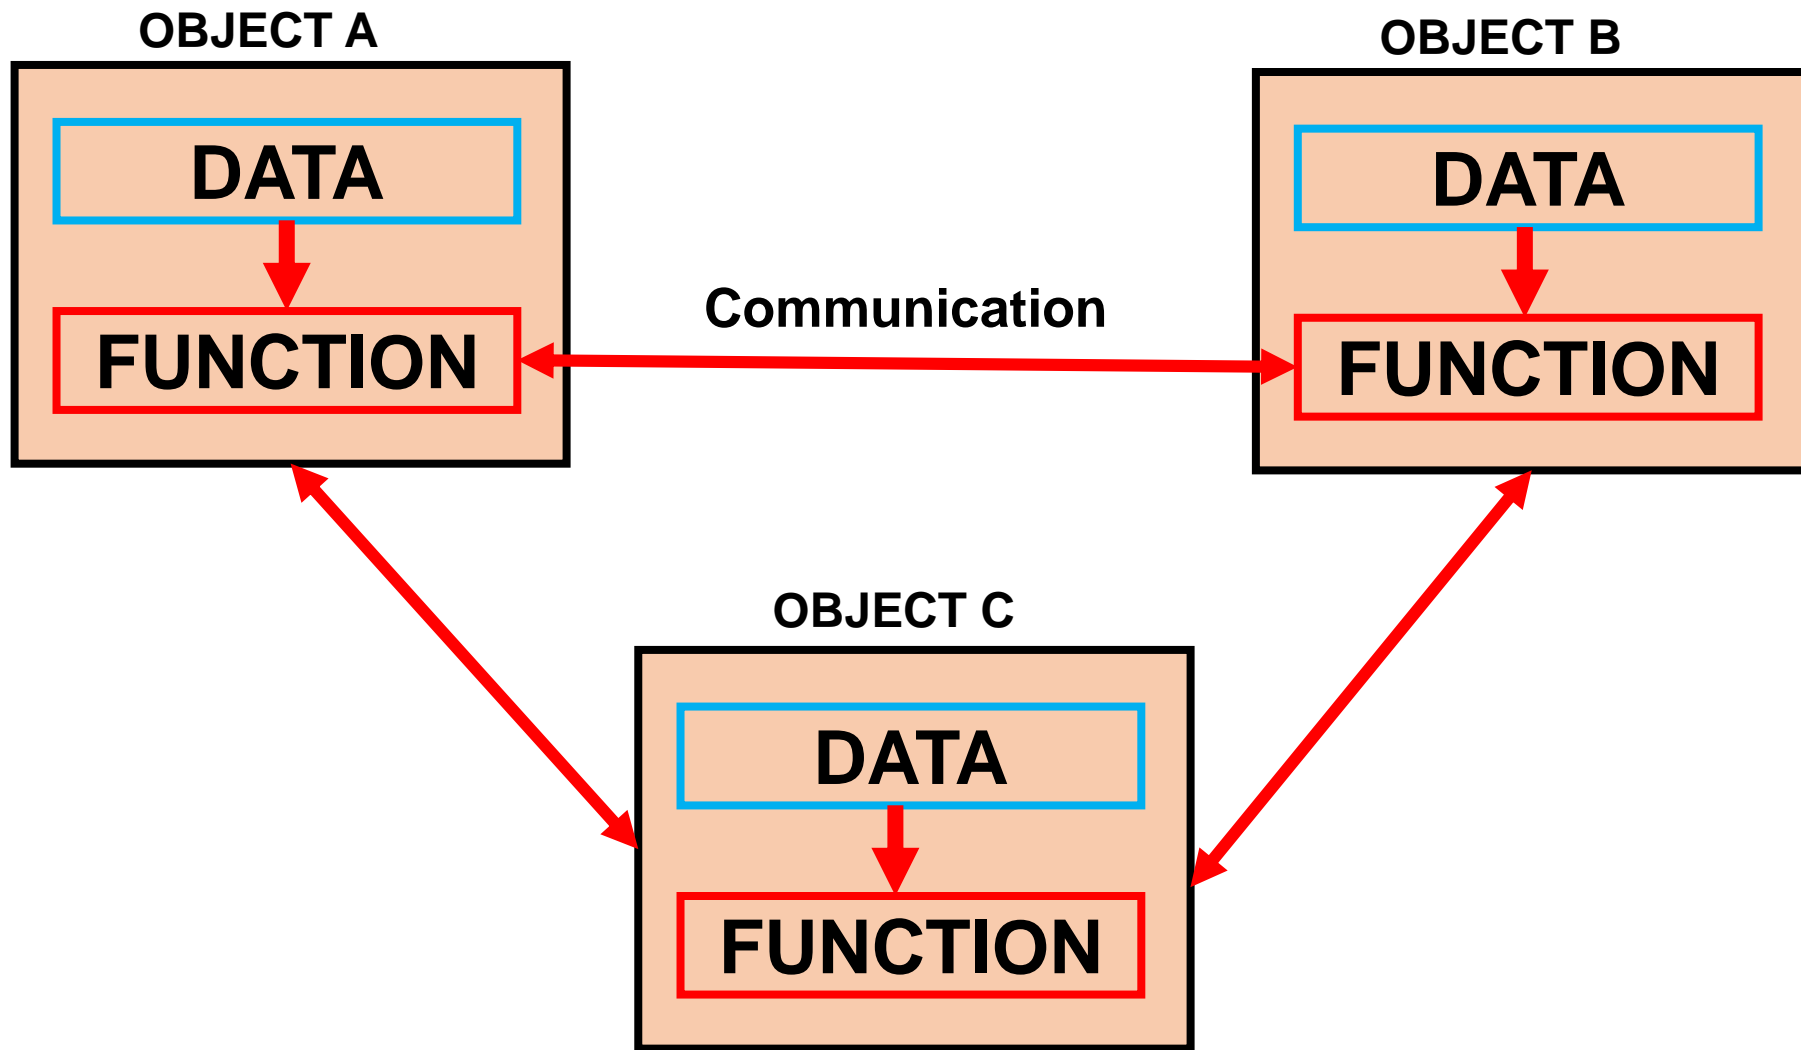 OBJECT A
OBJECT B
DATA
DATA
Communication
FUNCTION
FUNCTION
OBJECT C
DATA
FUNCTION